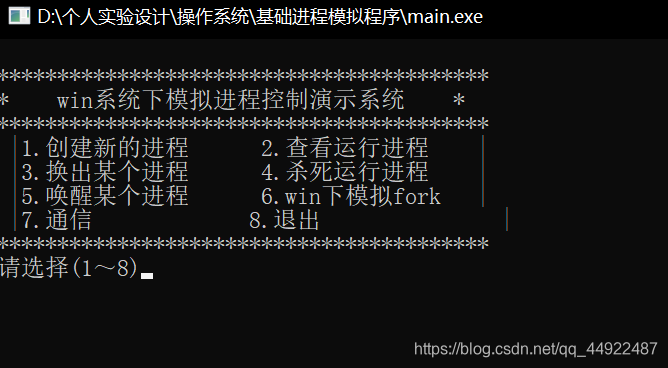 D:\个人实验设计\操作系统\基础进程模拟程序\main.exe
*****************************************
* win系统下模拟进程控制演示系统 *
*****************************************
1.创建新的进程 2.查看运行进程
3.换出某个进程 4.杀死运行进程
5.唤醒某个进程 6.win下模拟fork
7.通信 8.退出
*****************************************
请选择(1～8)
https://blog.csdn.net/qq_44922487